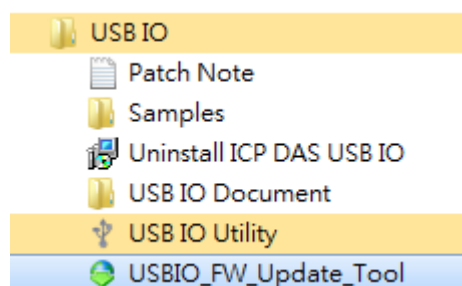 USB IO
Patch Note
Samples
Uninstall ICP DAS USB IO
USB IO Document
USB IO Utility
USBIO_FW_Update_Tool